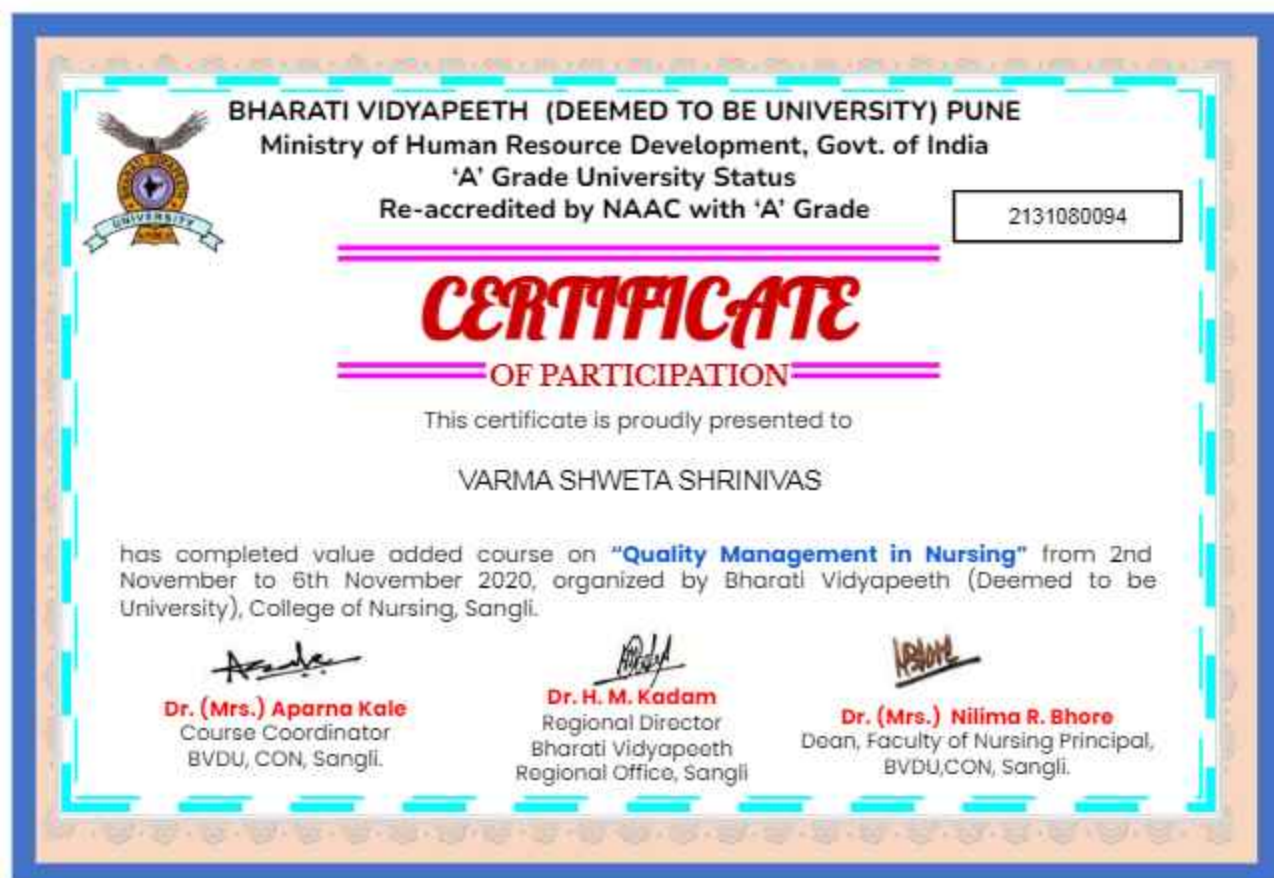 BHARATI VIDYAPEETH (DEEMED TO BE UNIVERSITY) PUNE
Ministry of Human Resource Development, Govt. of India
‘A’ Grade University Status
Re-accredited by NAAC with ‘A’ Grade
2131080094
BHARATI VIDYAPEETH
UNIVERSITY
CERTIFICATE
OF PARTICIPATION
This certificate is proudly presented to
VARMA SHWETA SHRINIVAS
has completed value added course on “Quality Management in Nursing” from 2nd
November to 6th November 2020, organized by Bharati Vidyapeeth (Deemed to be
University), College of Nursing, Sangli.
Dr. (Mrs.) Aparna Kale
Course Coordinator
BVDU, CON, Sangli.
Dr. H. M. Kadam
Regional Director
Bharati Vidyapeeth
Regional Office, Sangli
Dr. (Mrs.) Nilima R. Bhore
Dean, Faculty of Nursing Principal,
BVDU,CON, Sangli.